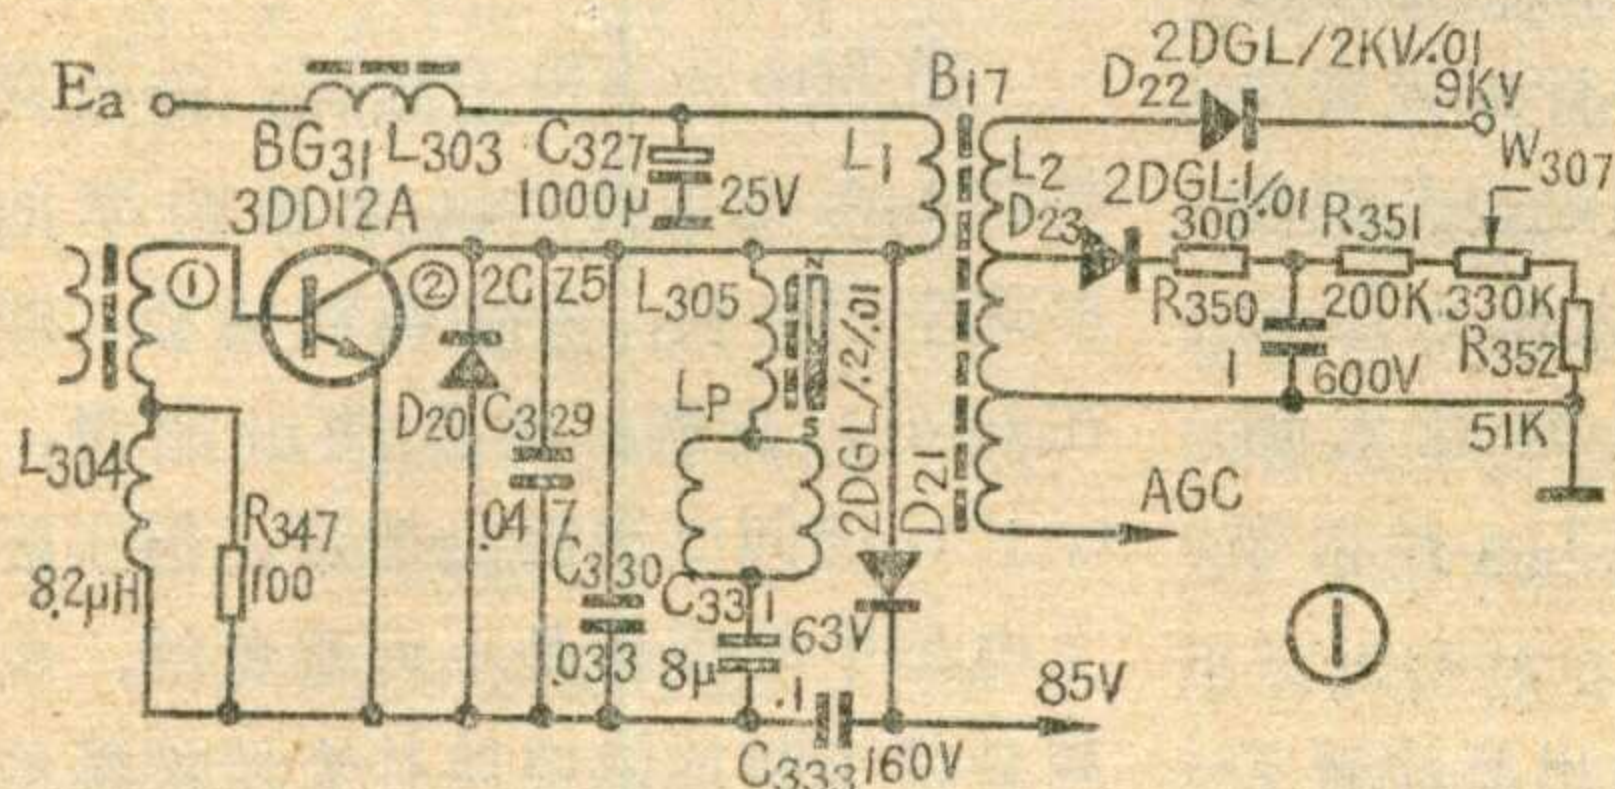 2DGL/2KV/.01
Ea
B17
D22
9KV
BG31 L303
C327
L1
L2
2DGL.1/.01
W307
3DD12A
1000μ
25V
D23
300
R351
①
②
2C Z5
L305
N
R350
200K
330K
R352
1
600V
D20
C329
LP
S
2DGL/.2/.01
D21
51K
L304
.047
AGC
R347
100
8.2μH
C330
C331
63V
.033
8μ
.1
85V
C333
160V
①